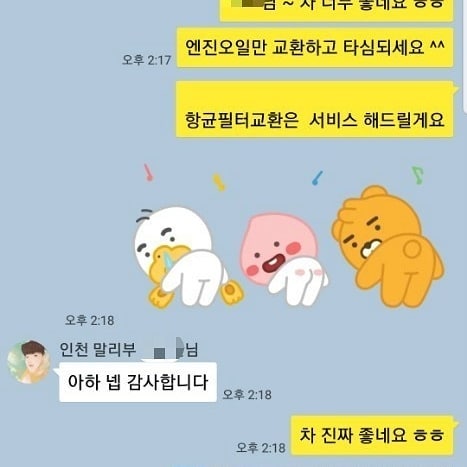 님 ~ 차 너무 좋네요 ㅎㅎ
오후 2:17
엔진오일만 교환하고 타심되세요 ^^
항균필터교환은 서비스 해드릴게요
오후 2:18
인천 말리부 님
아하 넵 감사합니다
오후 2:18
오후 2:18
차 진짜 좋네요 ㅎㅎ